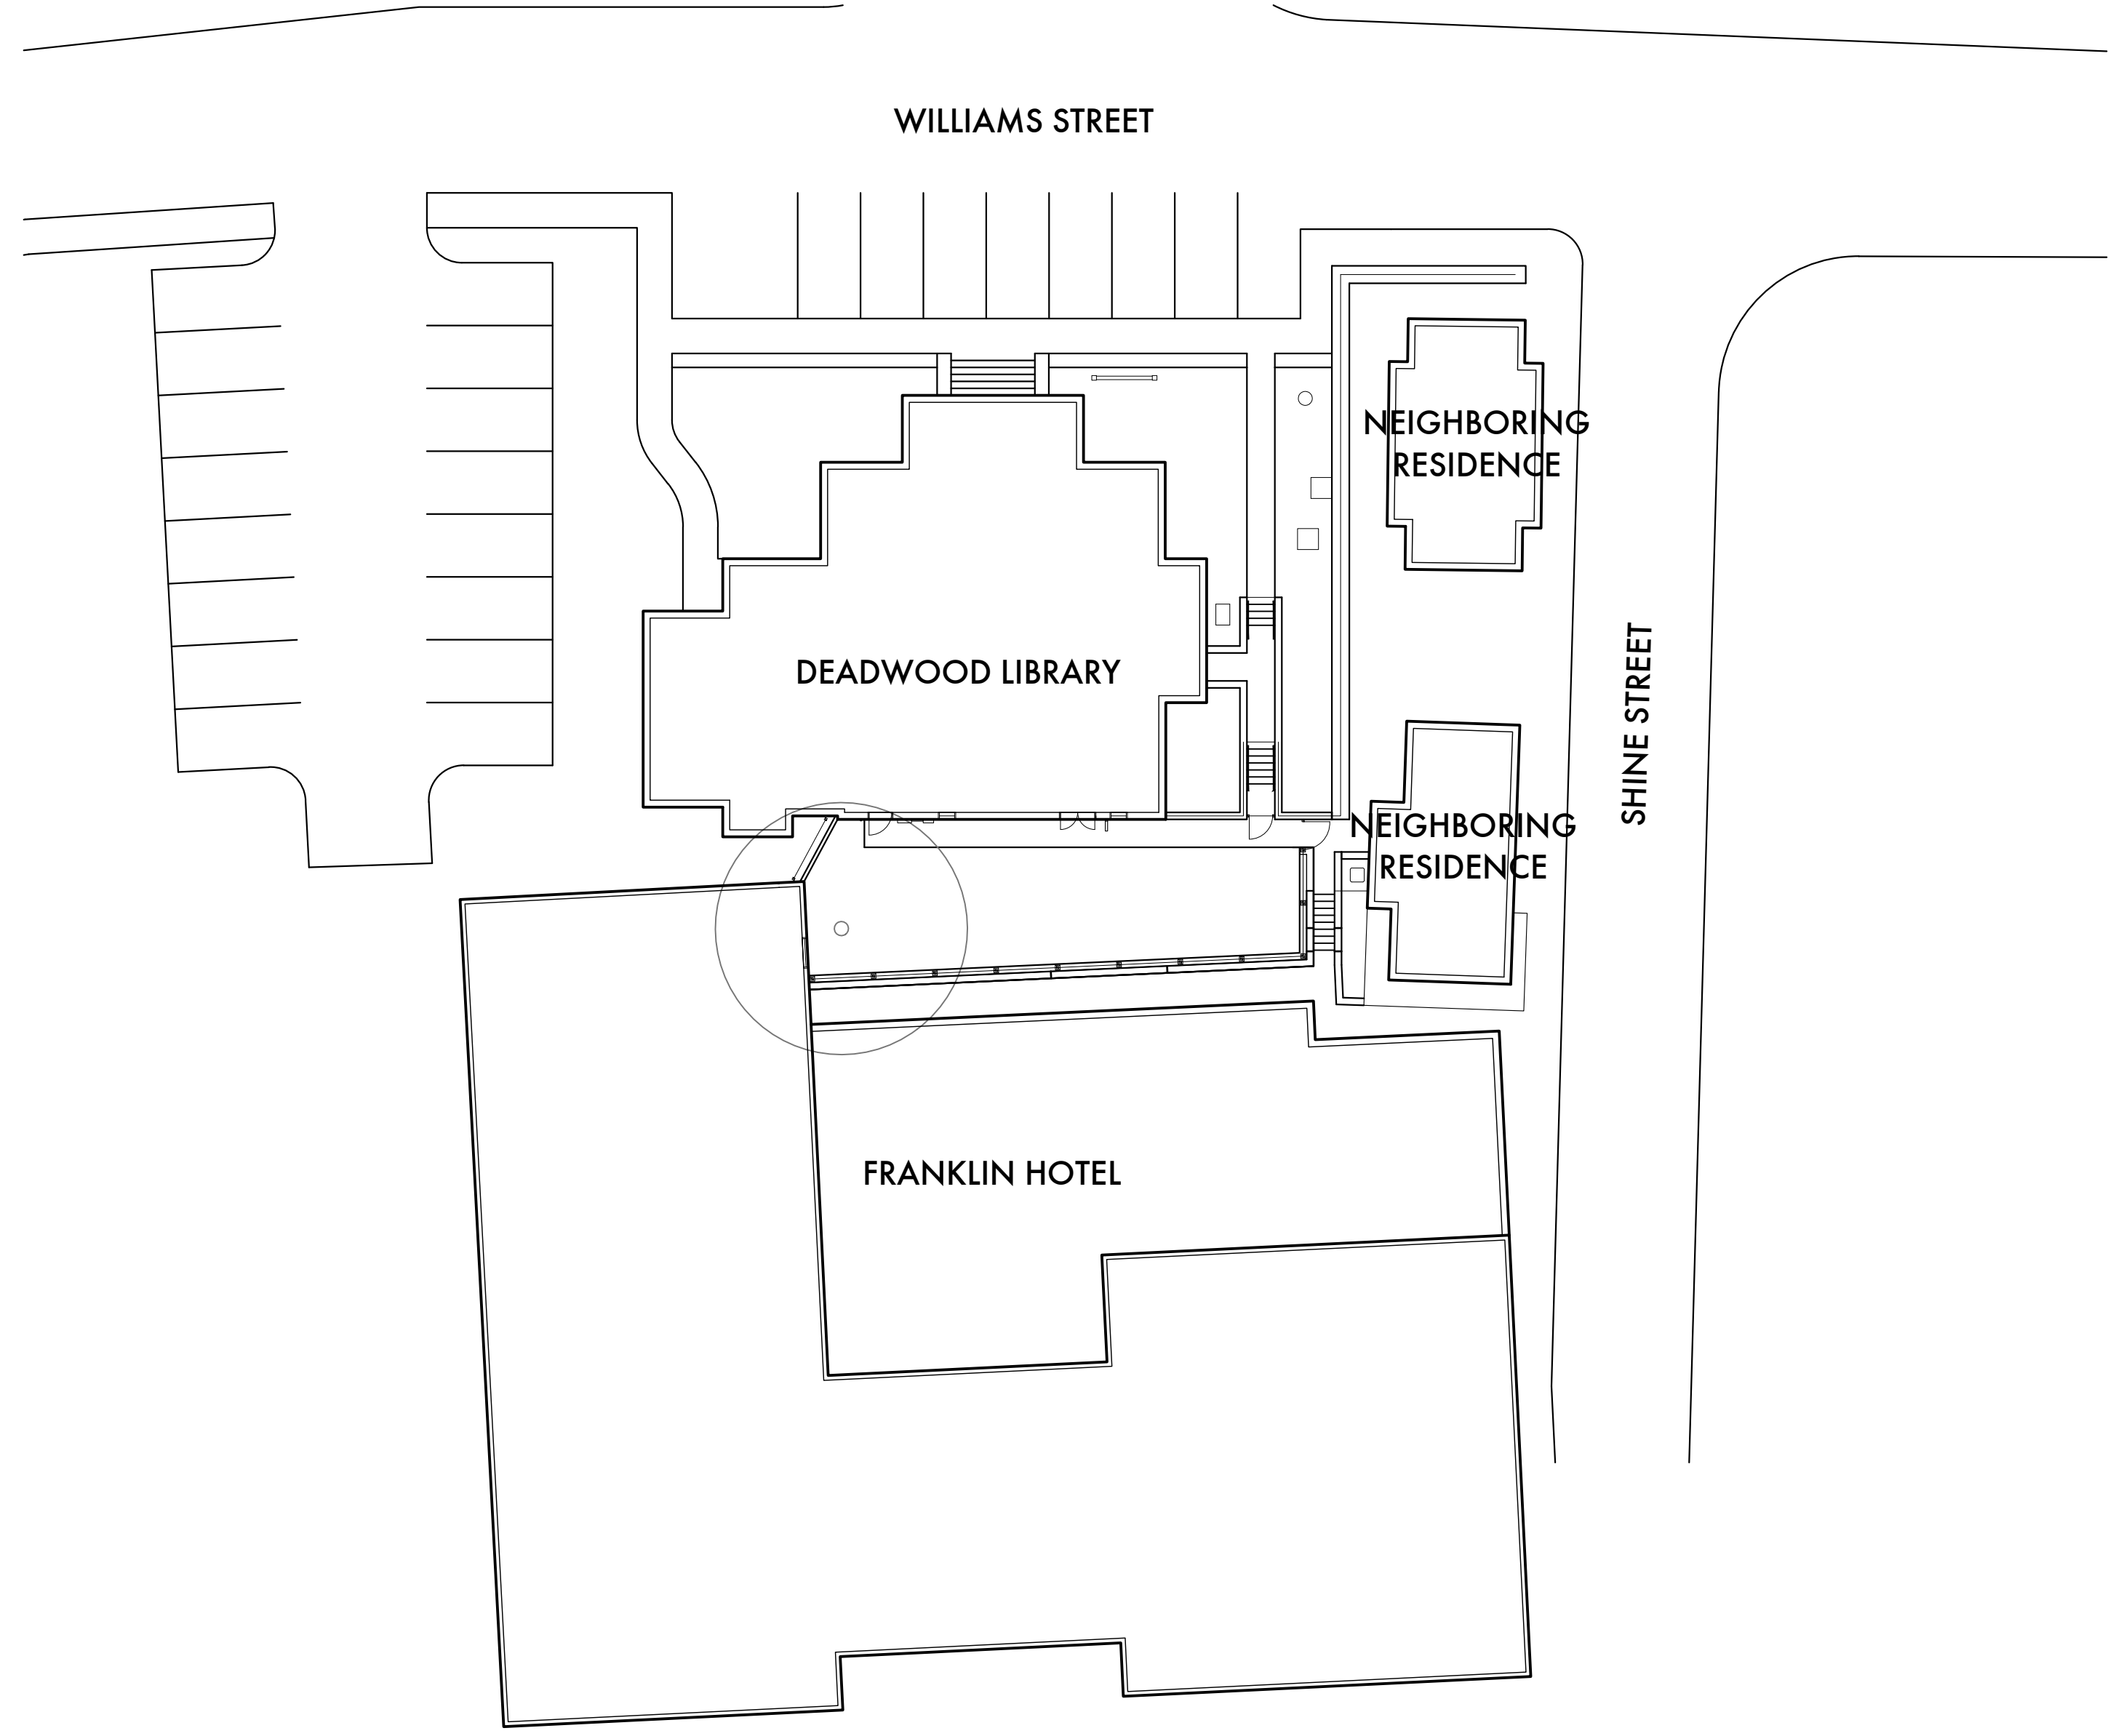 WILLIAMS STREET
NEIGHBORING
RESIDENCE
DEADWOOD LIBRARY
SHINE STREET
NEIGHBORING
RESIDENCE
FRANKLIN HOTEL